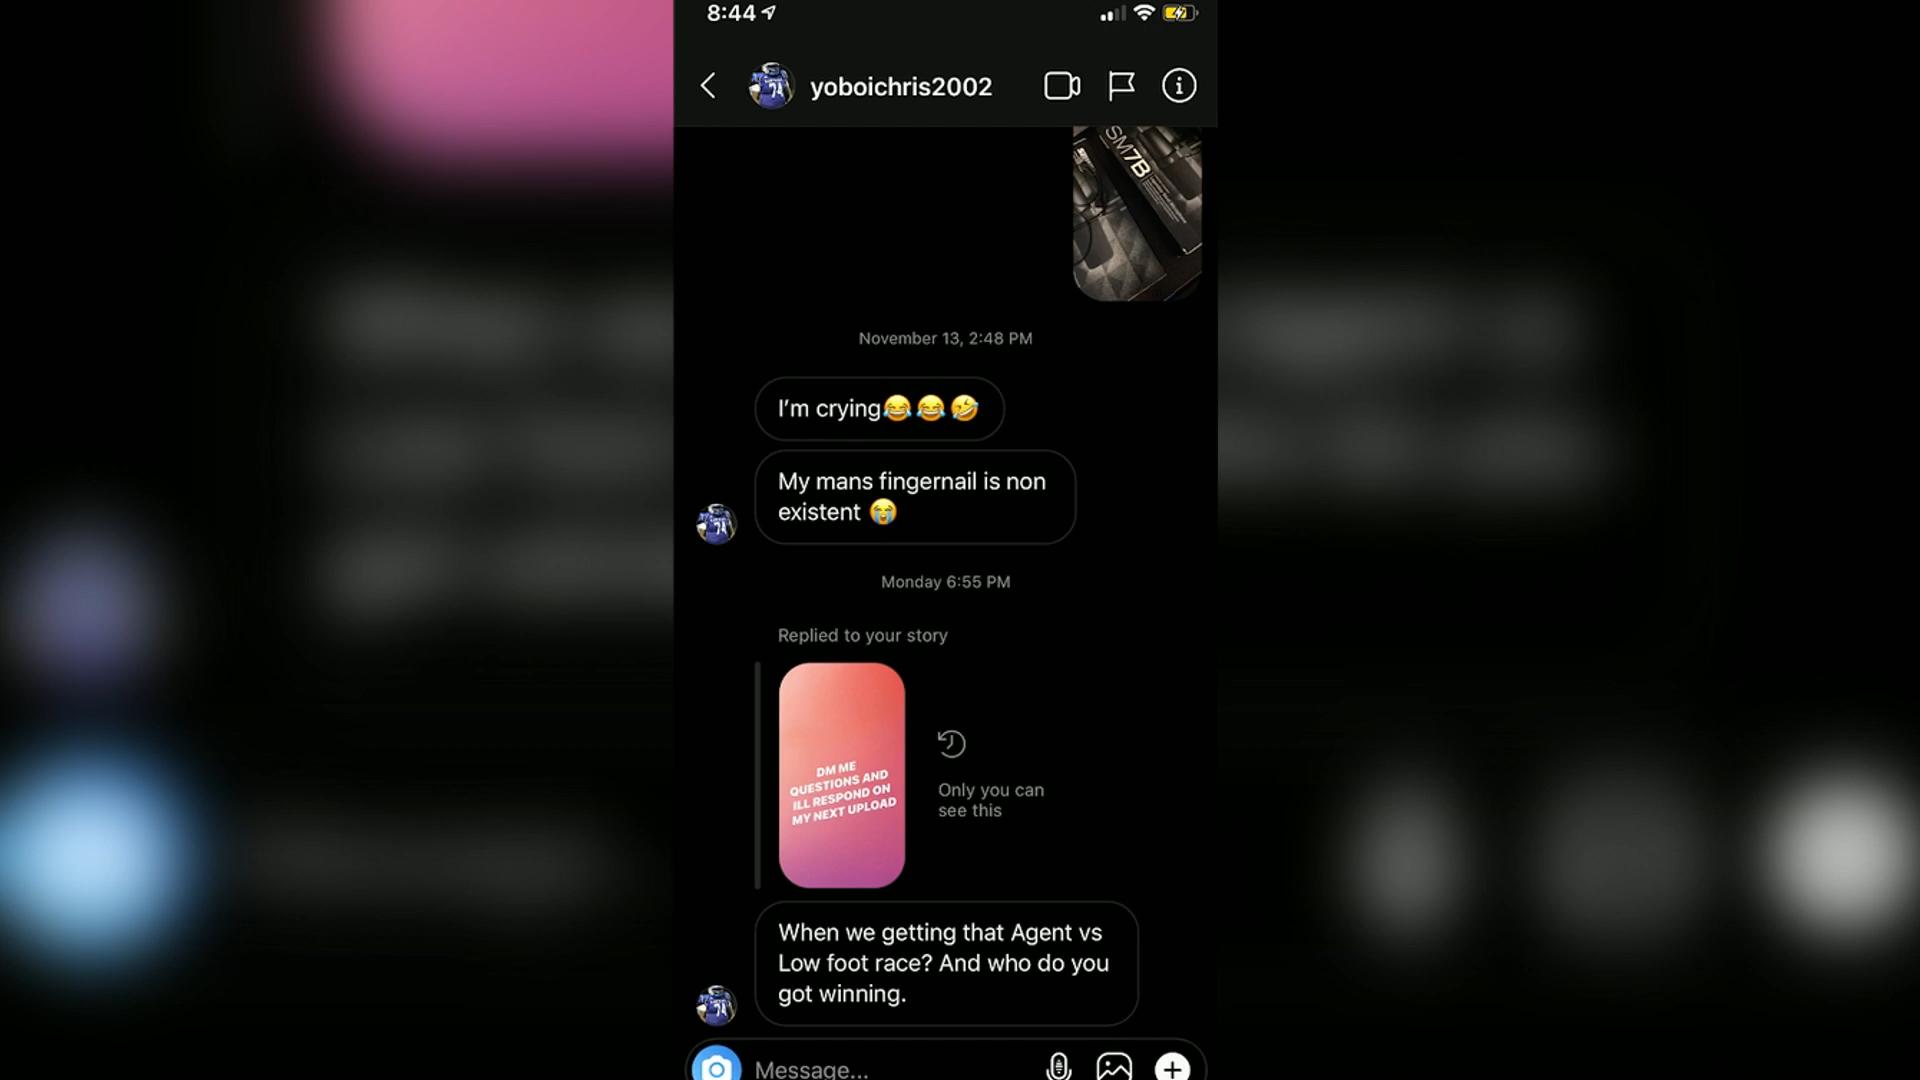 8:44
yoboichris2002
74
SM7B
November 13, 2:48 PM
I'm crying😂😂🤣
My mans fingernail is non
existent 😭
Monday 6:55 PM
Replied to your story
DM ME
QUESTIONS AND
ILL RESPOND ON
MY NEXT UPLOAD
Only you can
see this
When we getting that Agent vs
Low foot race? And who do you
got winning.
Message...